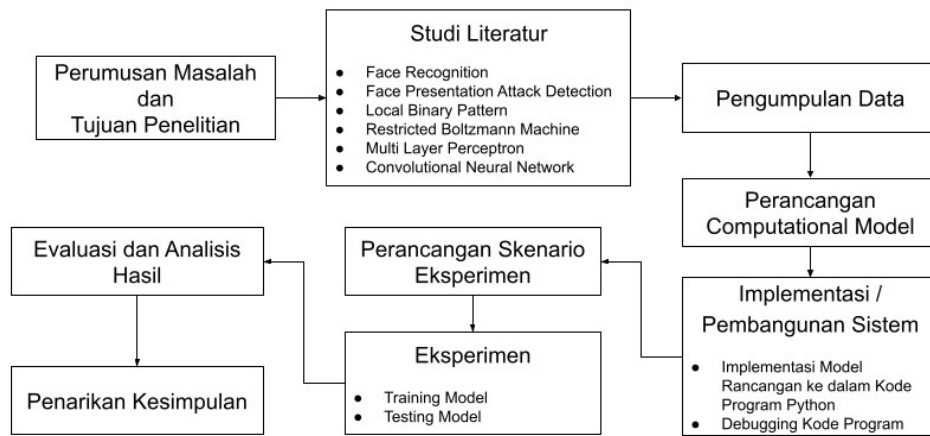 Perumusan Masalah
dan
Tujuan Penelitian
Studi Literatur
● Face Recognition
● Face Presentation Attack Detection
● Local Binary Pattern
● Restricted Boltzmann Machine
● Multi Layer Perceptron
● Convolutional Neural Network
Pengumpulan Data
Perancangan
Computational Model
Implementasi /
Pembangunan Sistem
● Implementasi Model
Rancangan ke dalam Kode
Program Python
● Debugging Kode Program
Perancangan Skenario
Eksperimen
Eksperimen
● Training Model
● Testing Model
Evaluasi dan Analisis
Hasil
Penarikan Kesimpulan